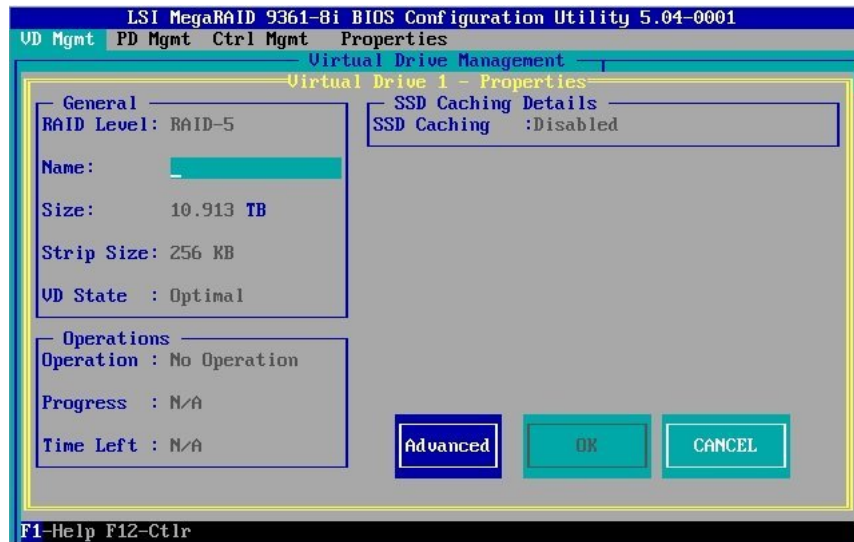 LSI MegaRAID 9361-8i BIOS Configuration Utility 5.04-0001
VD Mgmt PD Mgmt Ctrl Mgmt Properties
Virtual Drive Management
Virtual Drive 1 - Properties
General
RAID Level: RAID-5
Name:
Size: 10.913 TB
Strip Size: 256 KB
VD State : Optimal
SSD Caching Details
SSD Caching :Disabled
Operations
Operation : No Operation
Progress : N/A
Time Left : N/A
Advanced OK CANCEL
F1-Help F12-Ctlr